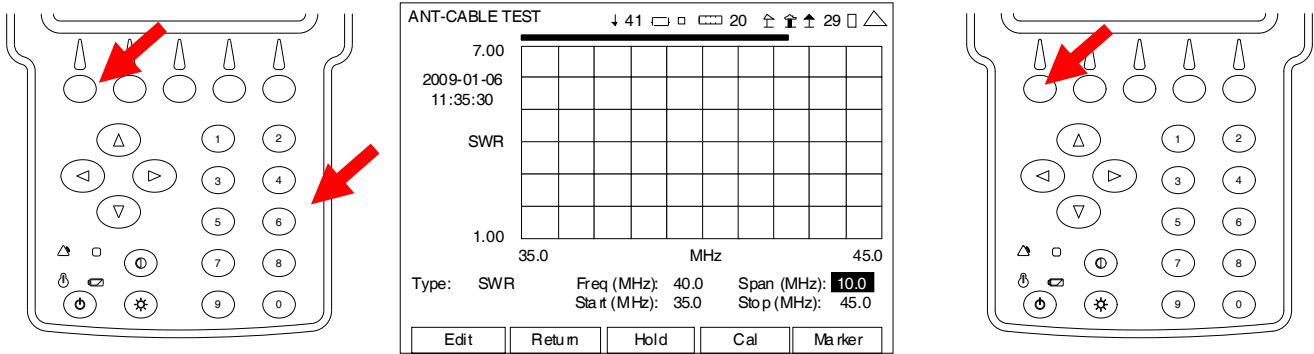 1 2
3 4
5 6
7 8
9 0
ANT-CABLE TEST 41 20 29
7.00
2009-01-06
11:35:30
SWR
1.00
35.0 MHz 45.0
Type: SWR Freq (MHz): 40.0 Span (MHz): 10.0
Start (MHz): 35.0 Stop (MHz): 45.0
Edit Return Hold Cal Marker
1 2
3 4
5 6
7 8
9 0